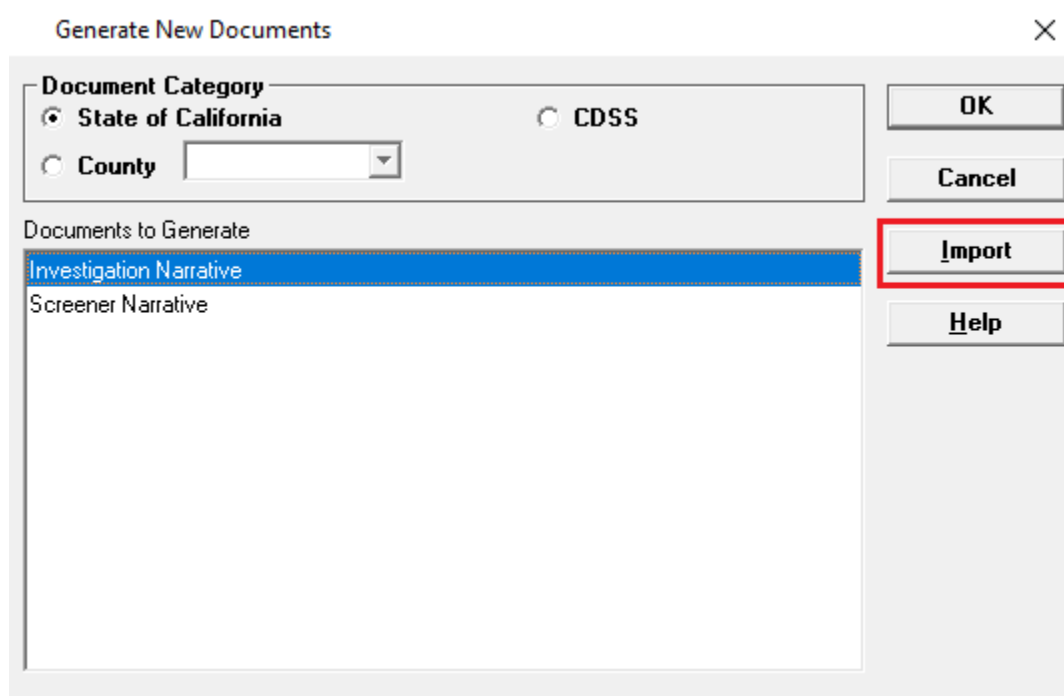 Generate New Documents
Document Category
State of California
CDSS
County
OK
Cancel
Documents to Generate
Import
Investigation Narrative
Screener Narrative
Help